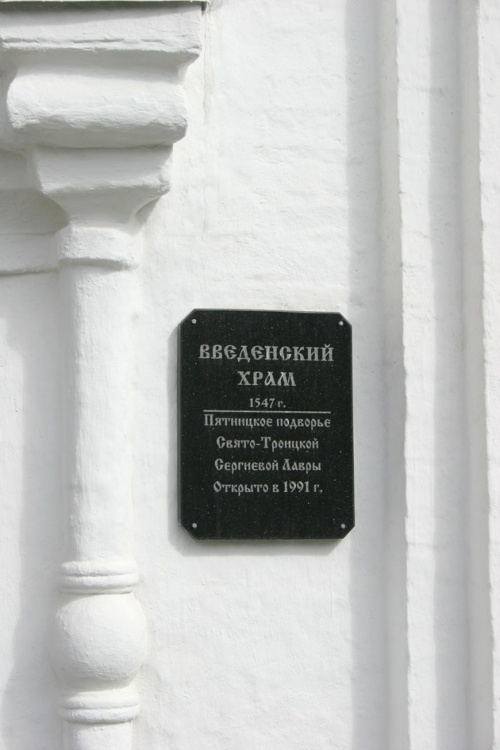 ВВЕДЕНСКИЙ
ХРАМ
1547 г.
Пятницкое подворье
Свято-Троицкой
Сергиевой Лавры
Открыто в 1991 г.